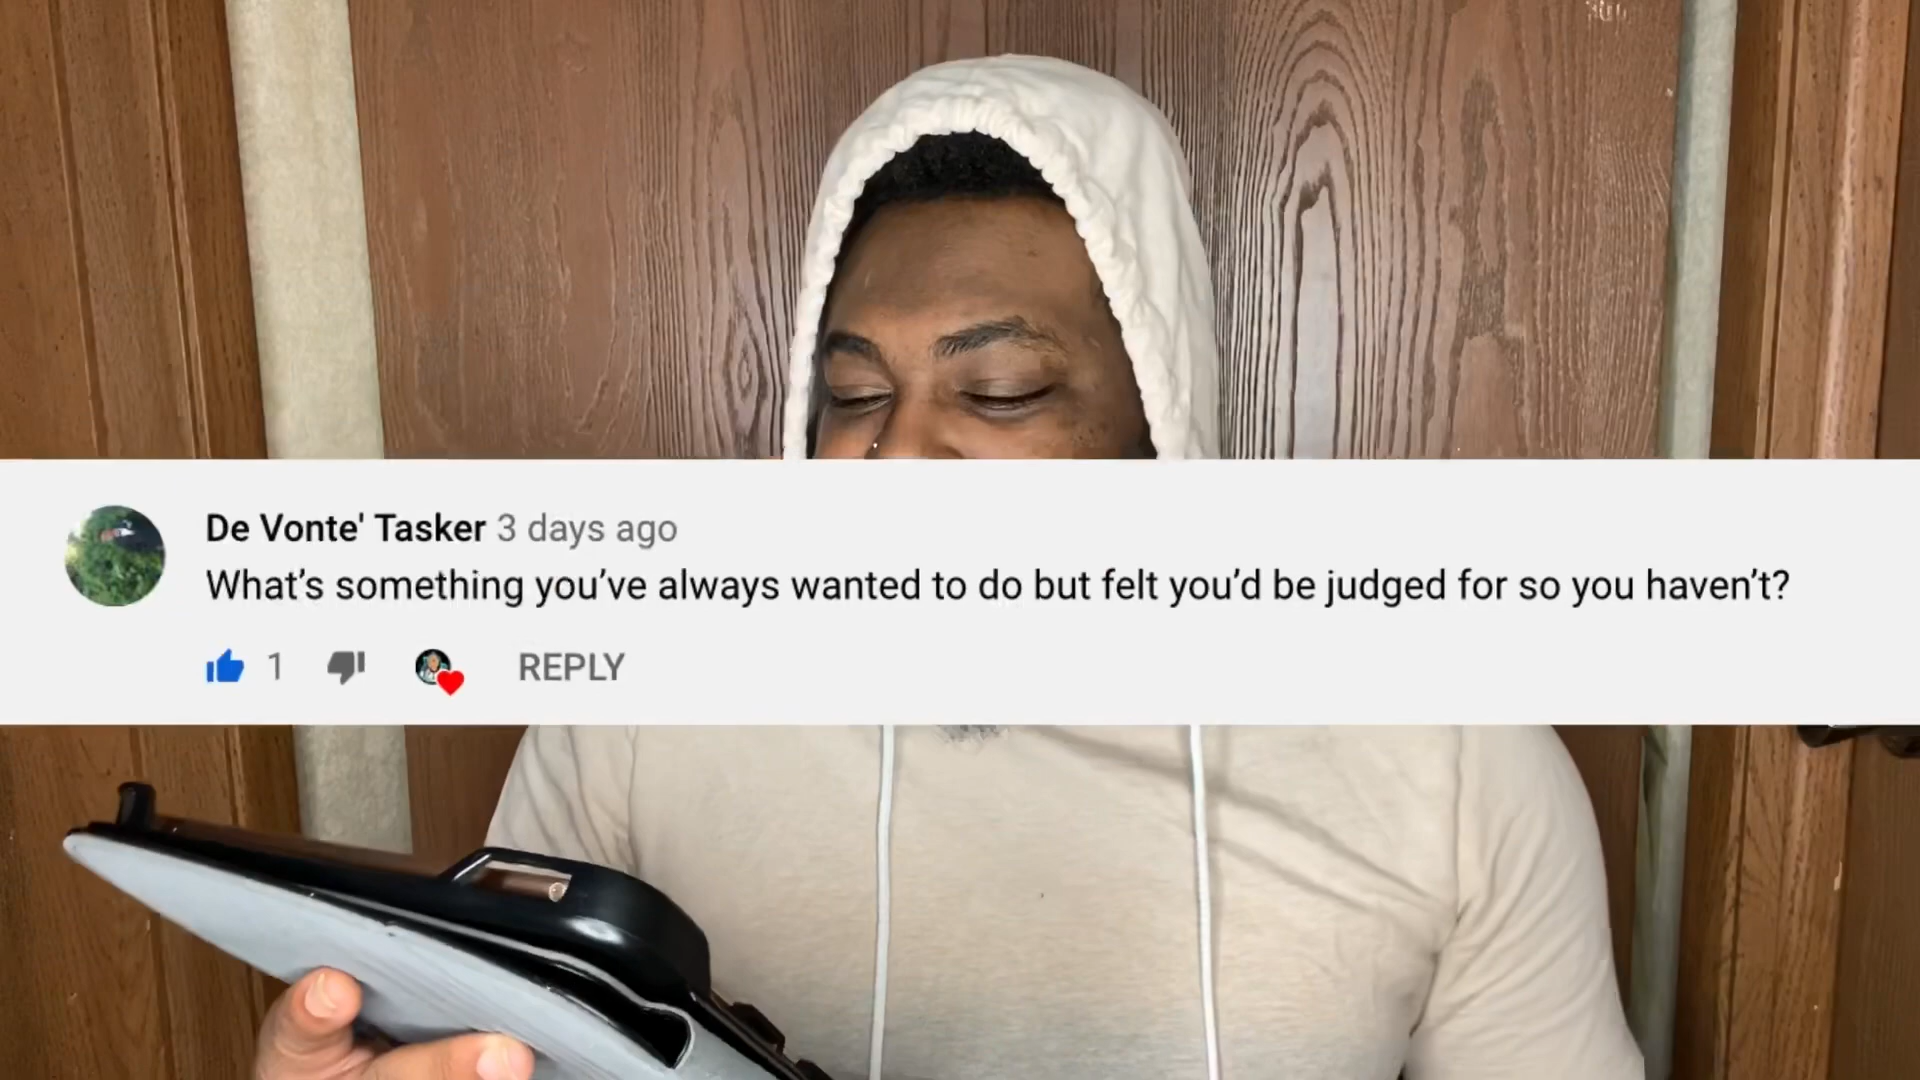 De Vonte' Tasker 3 days ago
What’s something you’ve always wanted to do but felt you’d be judged for so you haven’t?
1 REPLY